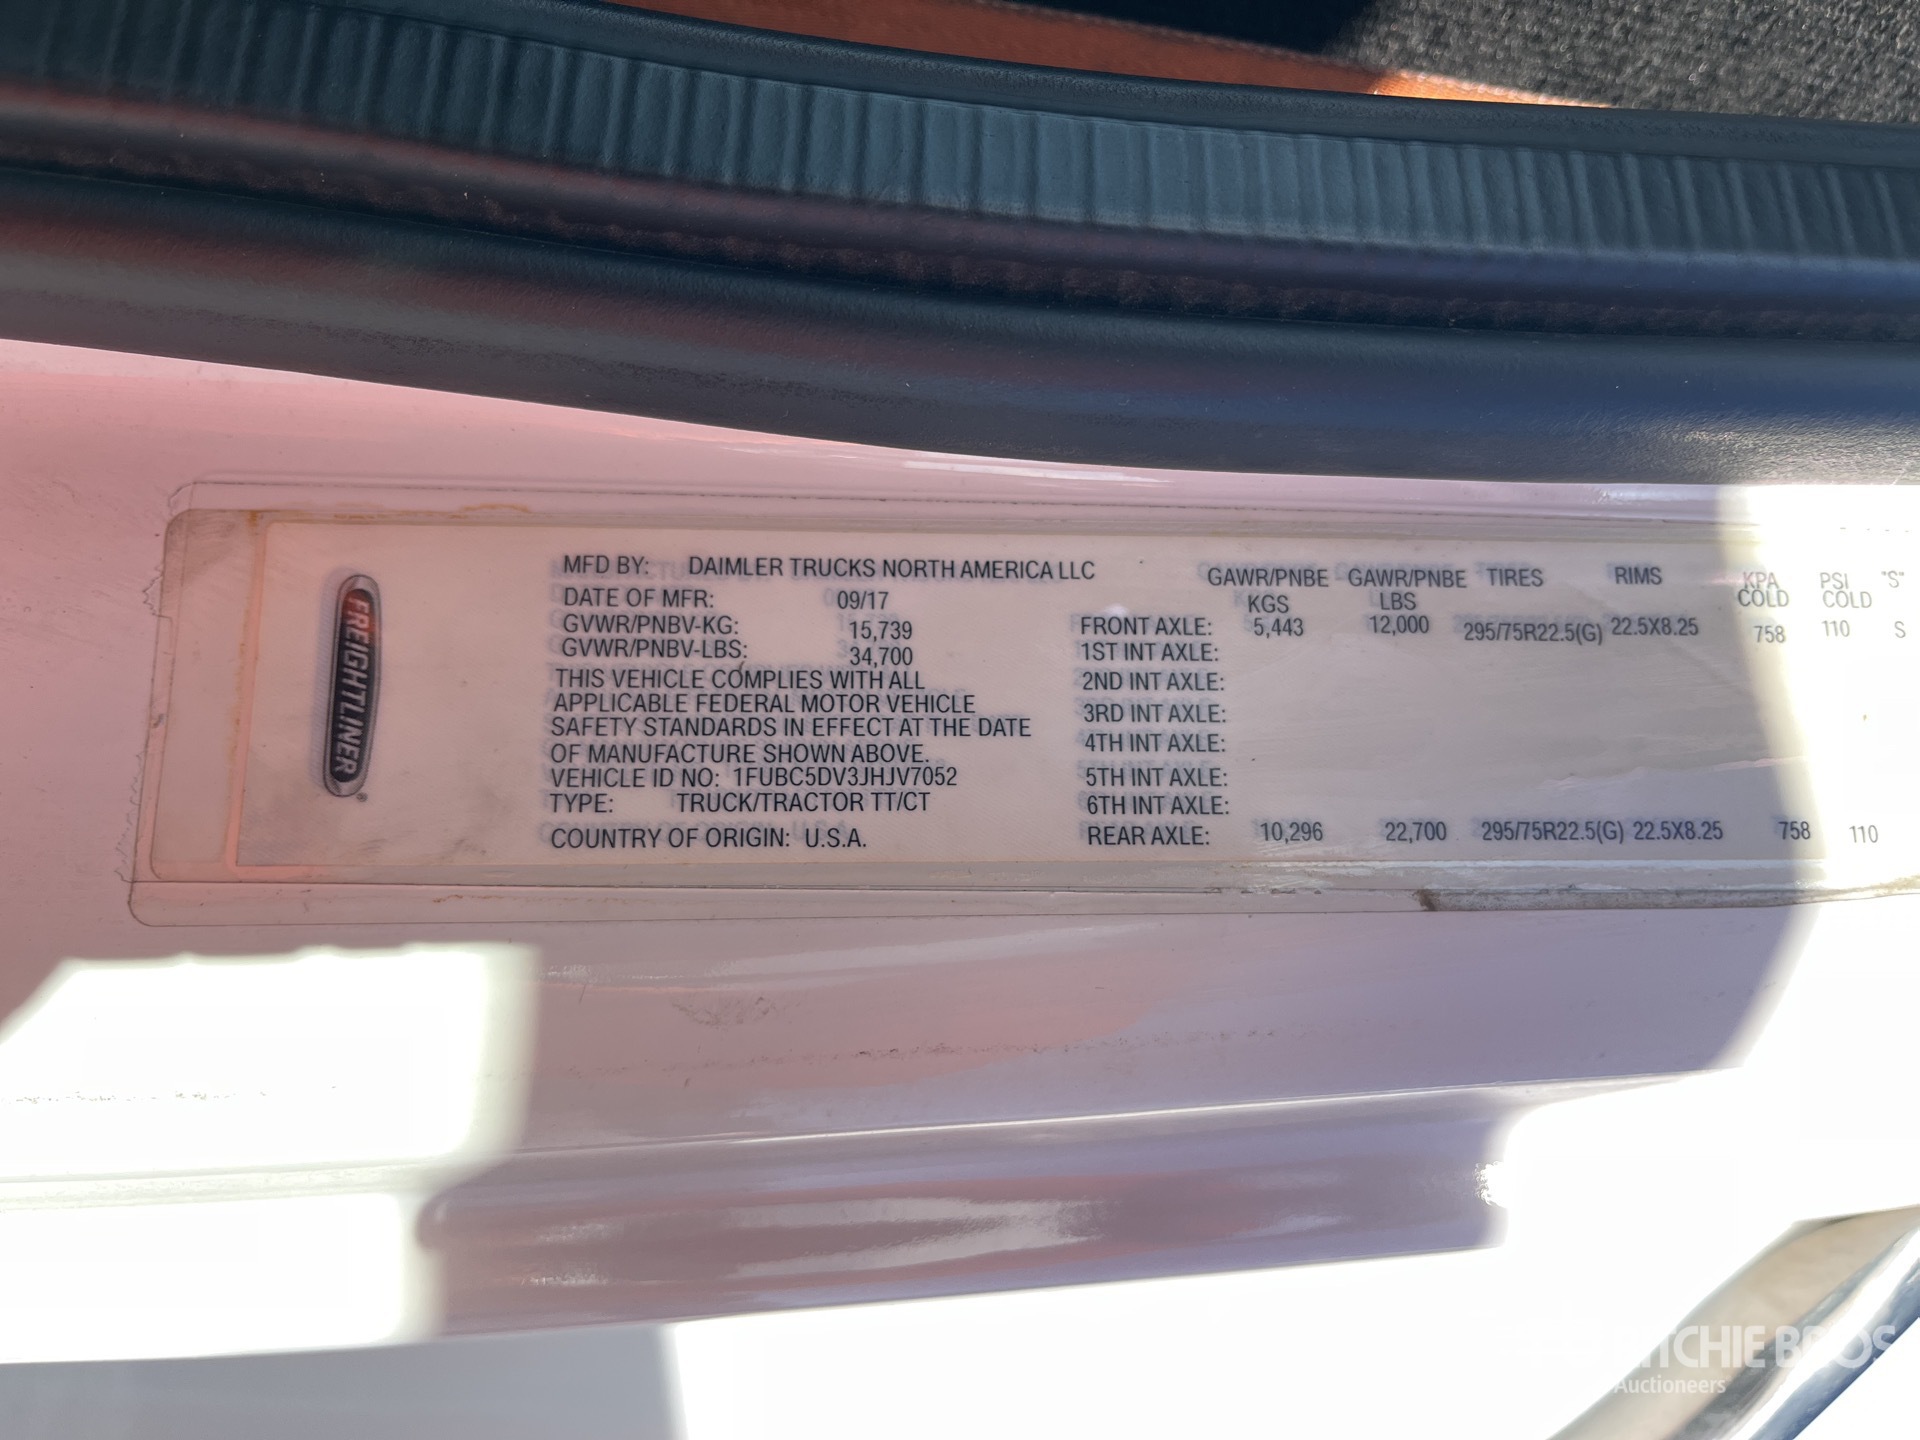 FREIGHTLINER®
MFD BY: DAIMLER TRUCKS NORTH AMERICA LLC
DATE OF MFR: 09/17
GVWR/PNBV-KG: 15,739
GVWR/PNBV-LBS: 34,700
THIS VEHICLE COMPLIES WITH ALL
APPLICABLE FEDERAL MOTOR VEHICLE
SAFETY STANDARDS IN EFFECT AT THE DATE
OF MANUFACTURE SHOWN ABOVE.
VEHICLE ID NO: 1FUBC5DV3JHJV7052
TYPE: TRUCK/TRACTOR TT/CT
COUNTRY OF ORIGIN: U.S.A.
GAWR/PNBE GAWR/PNBE TIRES RIMS KPA PSI "S"
KGS LBS COLD COLD
FRONT AXLE: 5,443 12,000 295/75R22.5(G) 22.5X8.25 758 110 S
1ST INT AXLE:
2ND INT AXLE:
3RD INT AXLE:
4TH INT AXLE:
5TH INT AXLE:
6TH INT AXLE:
REAR AXLE: 10,296 22,700 295/75R22.5(G) 22.5X8.25 758 110
RITCHIE BROS
Auctioneers